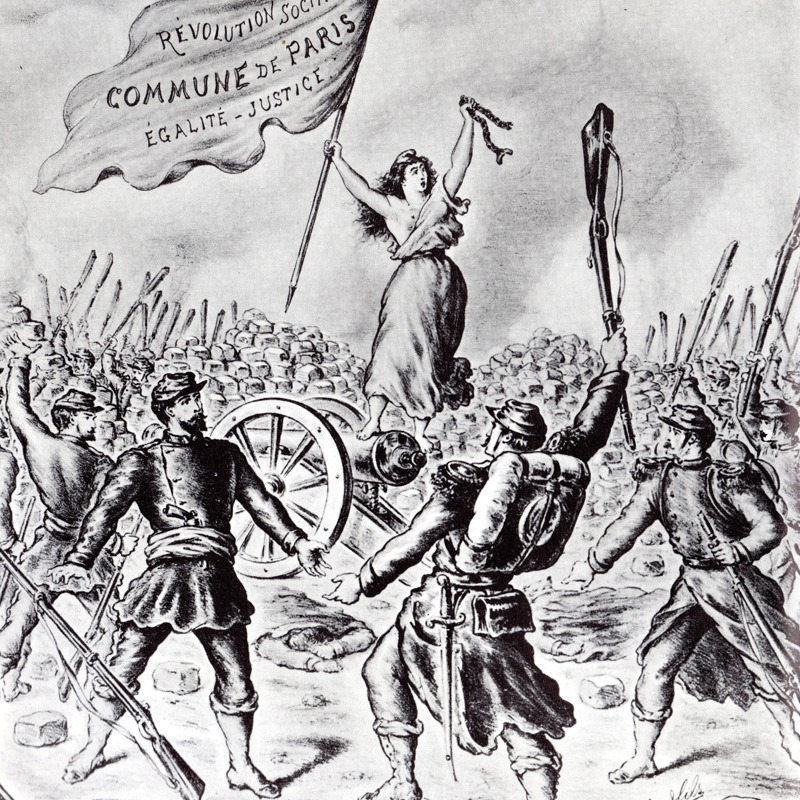 RÉVOLUTION
COMMUNE DE PARIS
ÉGALITÉ - JUSTICE.